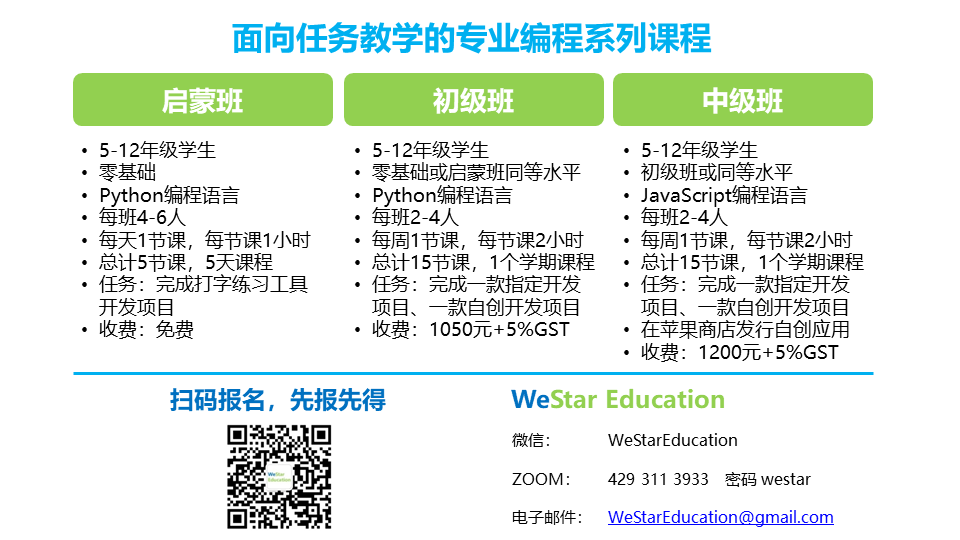 面向任务教学的专业编程系列课程
启蒙班
• 5-12年级学生
• 零基础
• Python编程语言
• 每班4-6人
• 每天1节课，每节课1小时
• 总计5节课，5天课程
• 任务：完成打字练习工具
开发项目
• 收费：免费
初级班
• 5-12年级学生
• 零基础或启蒙班同等水平
• Python编程语言
• 每班2-4人
• 每周1节课，每节课2小时
• 总计15节课，1个学期课程
• 任务：完成一款指定开发
项目、一款自创开发项目
• 收费：1050元+5%GST
中级班
• 5-12年级学生
• 初级班或同等水平
• JavaScript编程语言
• 每班2-4人
• 每周1节课，每节课2小时
• 总计15节课，1个学期课程
• 任务：完成一款指定开发
项目、一款自创开发项目
• 在苹果商店发行自创应用
• 收费：1200元+5%GST
扫码报名，先报先得
WeStar
Education
WeStar Education
微信： WeStarEducation
ZOOM： 429 311 3933 密码 westar
电子邮件： WeStarEducation@gmail.com